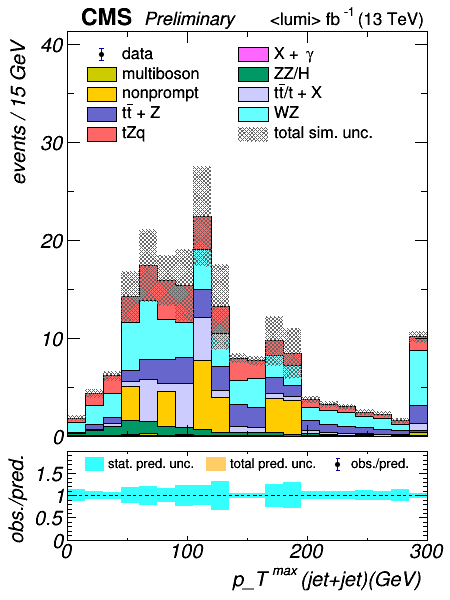 CMS Preliminary <lumi> fb⁻¹ (13 TeV)
events / 15 GeV
40
30
20
10
0
data
multiboson
nonprompt
tt̄ + Z
tZq
X + γ
ZZ/H
tt̄/t + X
WZ
total sim. unc.
obs./pred.
1.5
1
0.5
0
stat. pred. unc. total pred. unc. obs./pred.
0 100 200 300
p_T^max (jet+jet)(GeV)